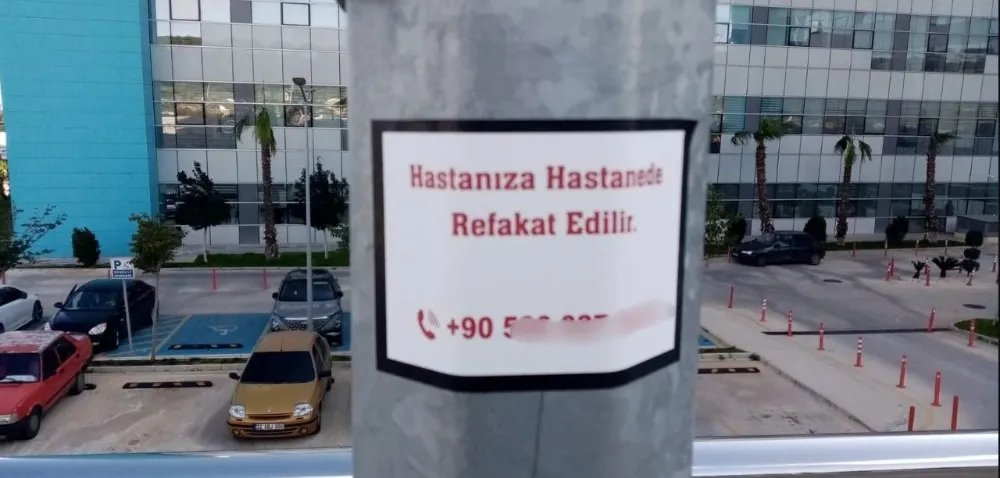 Hastanıza Hastanede
Refakat Edilir.
+90